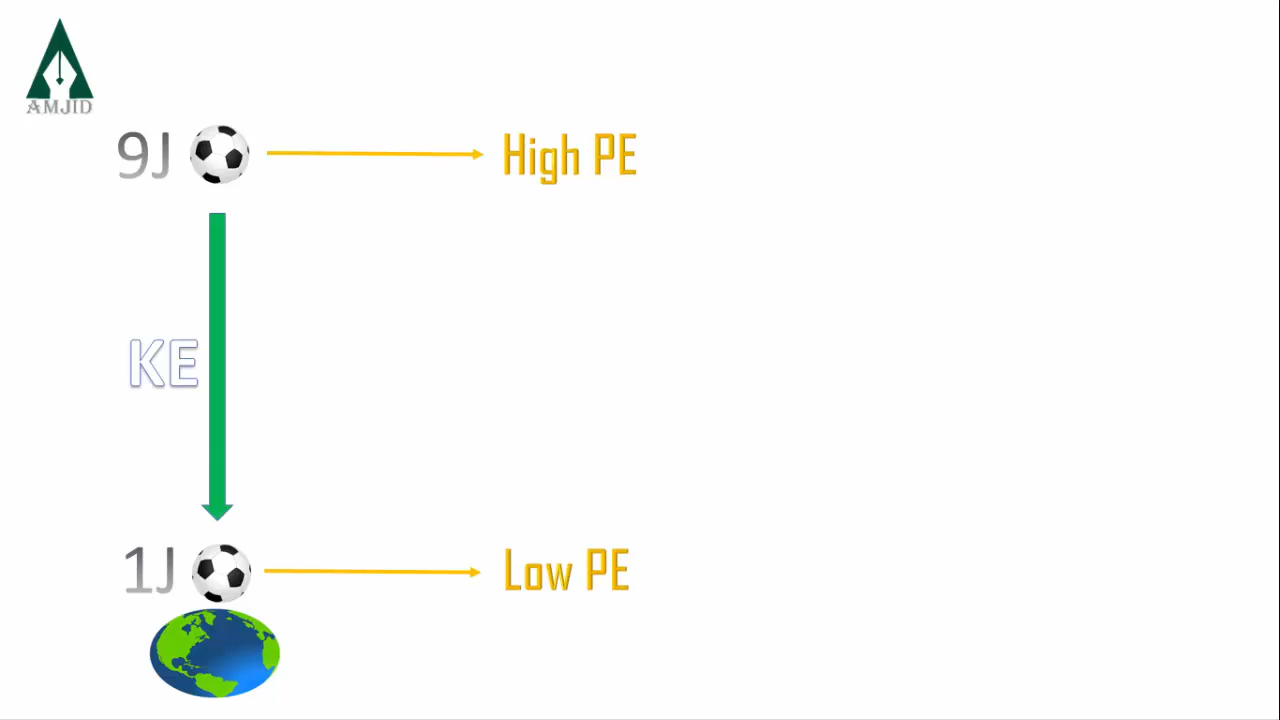 AMJID
9J
High PE
KE
1J
Low PE